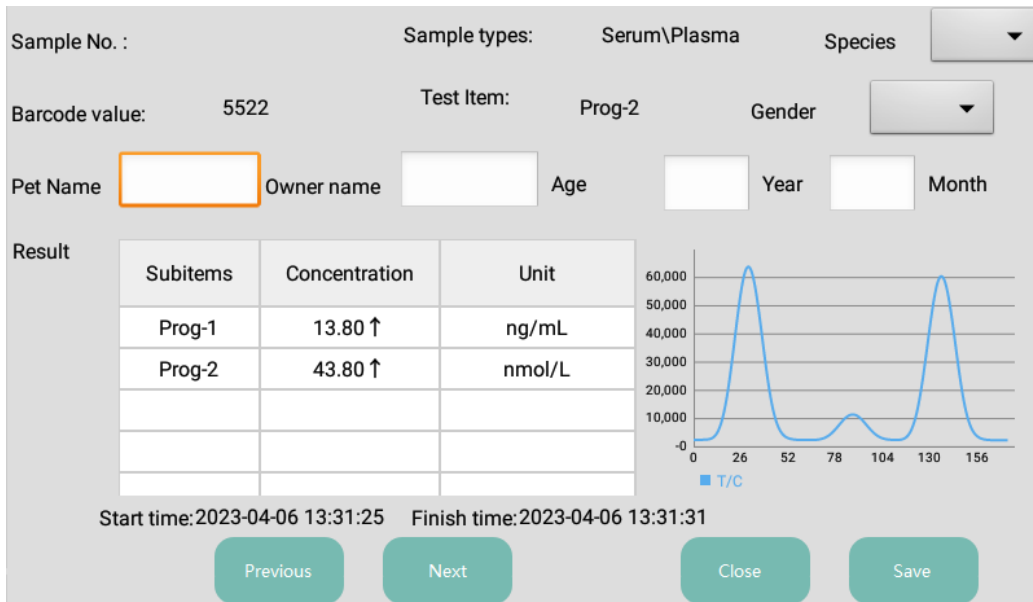 Sample No. : Sample types: Serum\Plasma Species
Barcode value: 5522 Test Item: Prog-2 Gender
Pet Name Owner name Age Year Month
Result
Subitems Concentration Unit
Prog-1 13.80↑ ng/mL
Prog-2 43.80↑ nmol/L
60,000
50,000
40,000
30,000
20,000
10,000
-0
0 26 52 78 104 130 156
T/C
Start time:2023-04-06 13:31:25 Finish time:2023-04-06 13:31:31
Previous Next Close Save